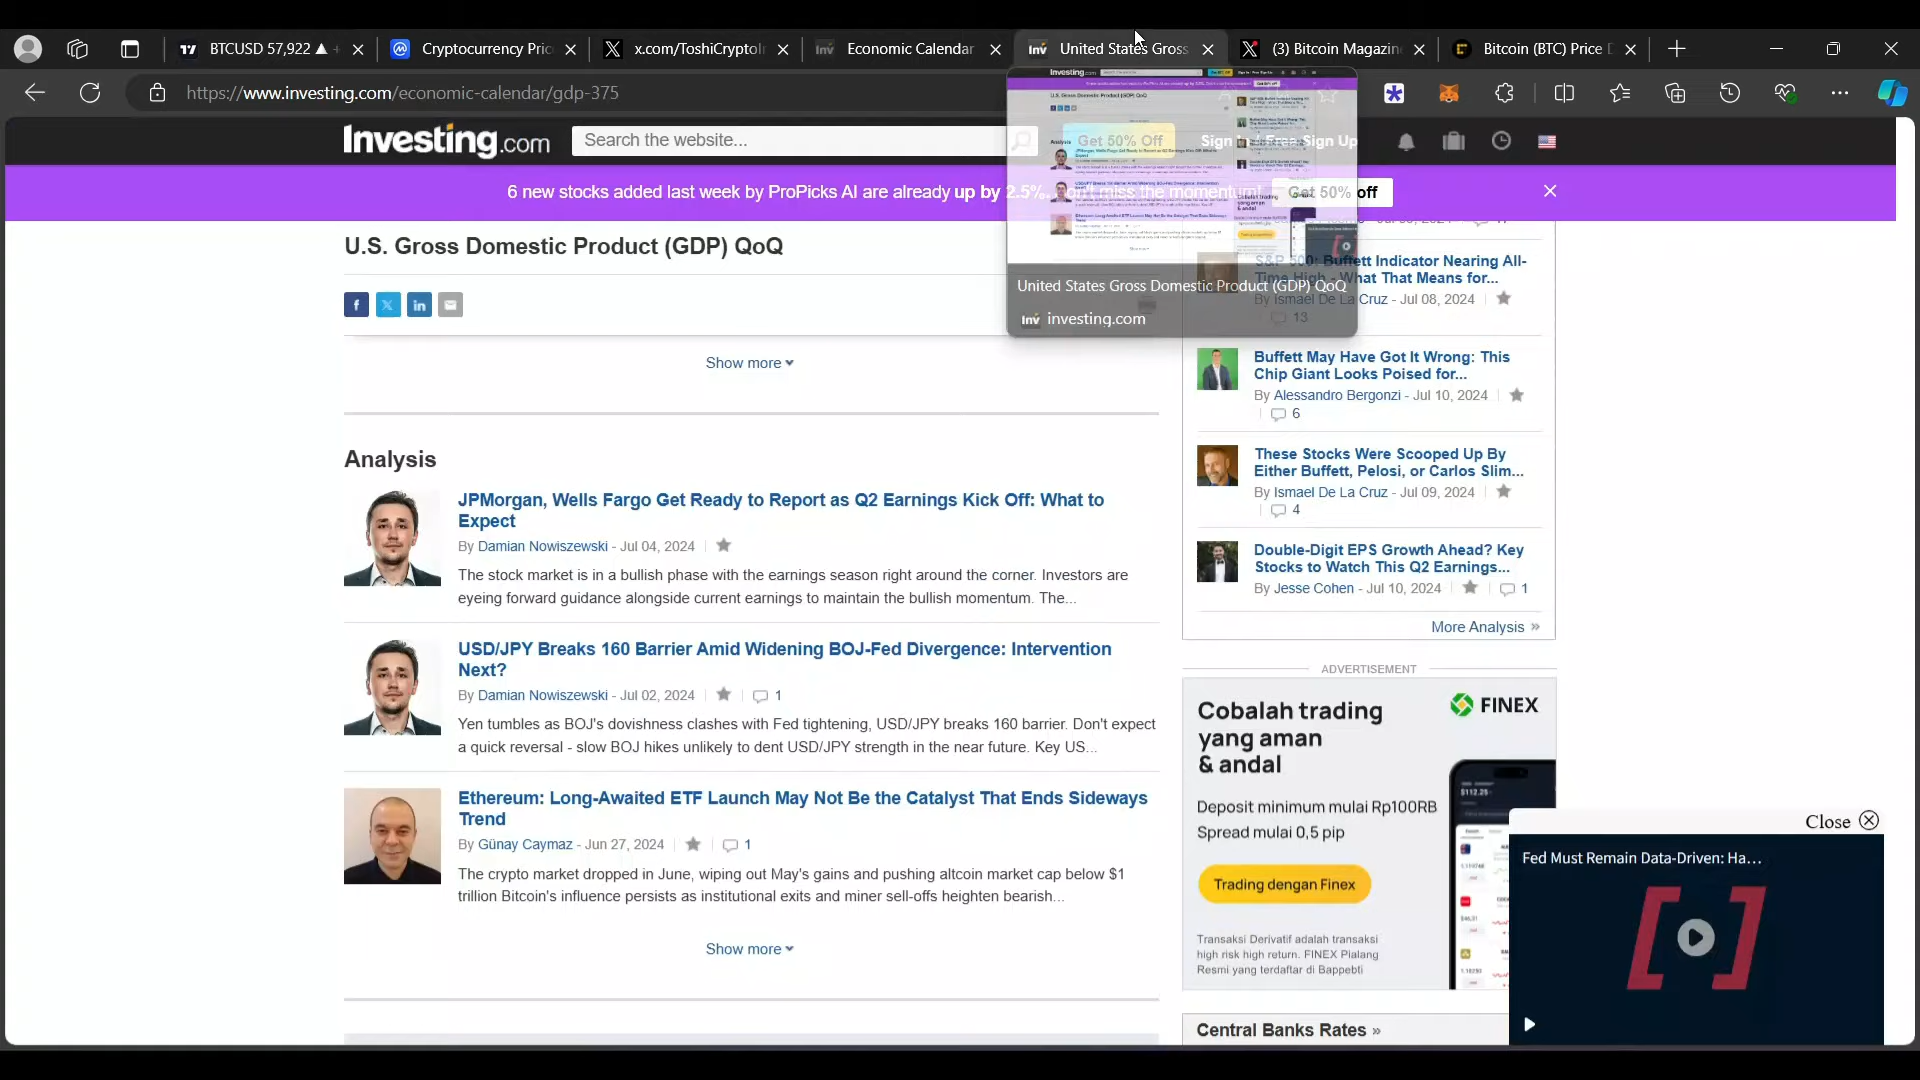 BTCUSD 57,922 ▲
Cryptocurrency Pric
x.com/ToshiCryptoIn
Economic Calendar
United States Gross
(3) Bitcoin Magazine
Bitcoin (BTC) Price
https://www.investing.com/economic-calendar/gdp-375
Investing.com
Search the website...
Get 50% Off
Sign In / Free Sign Up
6 new stocks added last week by ProPicks AI are already up by 2.5%.
miss the momentum!
Get 50% off
U.S. Gross Domestic Product (GDP) QoQ
United States Gross Domestic Product (GDP) QoQ
investing.com
Show more
Analysis
JPMorgan, Wells Fargo Get Ready to Report as Q2 Earnings Kick Off: What to
Expect
By Damian Nowiszewski - Jul 04, 2024
The stock market is in a bullish phase with the earnings season right around the corner. Investors are
eyeing forward guidance alongside current earnings to maintain the bullish momentum. The...
USD/JPY Breaks 160 Barrier Amid Widening BOJ-Fed Divergence: Intervention
Next?
By Damian Nowiszewski - Jul 02, 2024 1
Yen tumbles as BOJ's dovishness clashes with Fed tightening, USD/JPY breaks 160 barrier. Don't expect
a quick reversal - slow BOJ hikes unlikely to dent USD/JPY strength in the near future. Key US...
Ethereum: Long-Awaited ETF Launch May Not Be the Catalyst That Ends Sideways
Trend
By Günay Caymaz - Jun 27, 2024 1
The crypto market dropped in June, wiping out May's gains and pushing altcoin market cap below $1
trillion Bitcoin's influence persists as institutional exits and miner sell-offs heighten bearish...
Show more
S&P 500: Buffett Indicator Nearing All-
Time High - What That Means for...
By Ismael De La Cruz - Jul 08, 2024
13
Buffett May Have Got It Wrong: This
Chip Giant Looks Poised for...
By Alessandro Bergonzi - Jul 10, 2024
6
These Stocks Were Scooped Up By
Either Buffett, Pelosi, or Carlos Slim...
By Ismael De La Cruz - Jul 09, 2024
4
Double-Digit EPS Growth Ahead? Key
Stocks to Watch This Q2 Earnings...
By Jesse Cohen - Jul 10, 2024 1
More Analysis »
ADVERTISEMENT
Cobalah trading
yang aman
& andal
FINEX
Deposit minimum mulai Rp100RB
Spread mulai 0,5 pip
Trading dengan Finex
Transaksi Derivatif adalah transaksi
high risk high return. FINEX Pialang
Resmi yang terdaftar di Bappebti
$112.25
Close
Fed Must Remain Data-Driven: Ha...
Central Banks Rates »